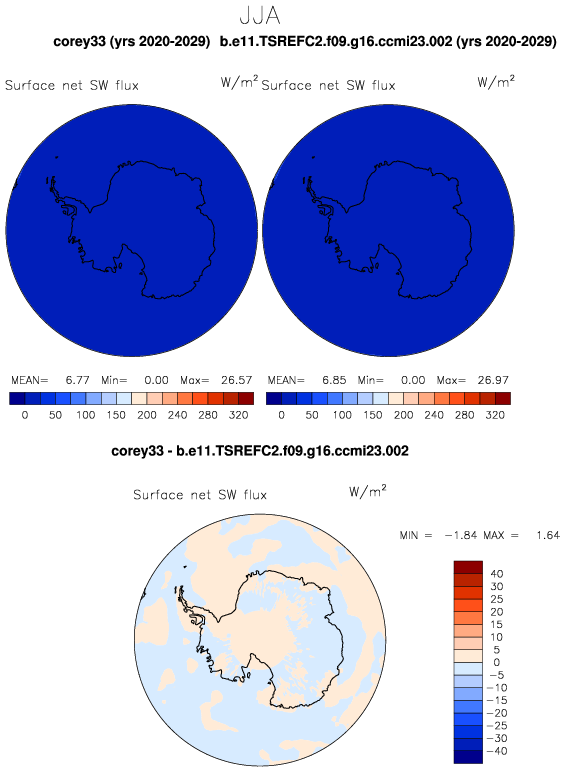 JJA
corey33 (yrs 2020-2029) b.e11.TSREFC2.f09.g16.ccmi23.002 (yrs 2020-2029)
Surface net SW flux W/m² Surface net SW flux W/m²
MEAN= 6.77 Min= 0.00 Max= 26.57 MEAN= 6.85 Min= 0.00 Max= 26.97
0 50 100 150 200 240 280 320 0 50 100 150 200 240 280 320
corey33 - b.e11.TSREFC2.f09.g16.ccmi23.002
Surface net SW flux W/m²
MIN = -1.84 MAX = 1.64
40
30
25
20
15
10
5
0
-5
-10
-15
-20
-25
-30
-40